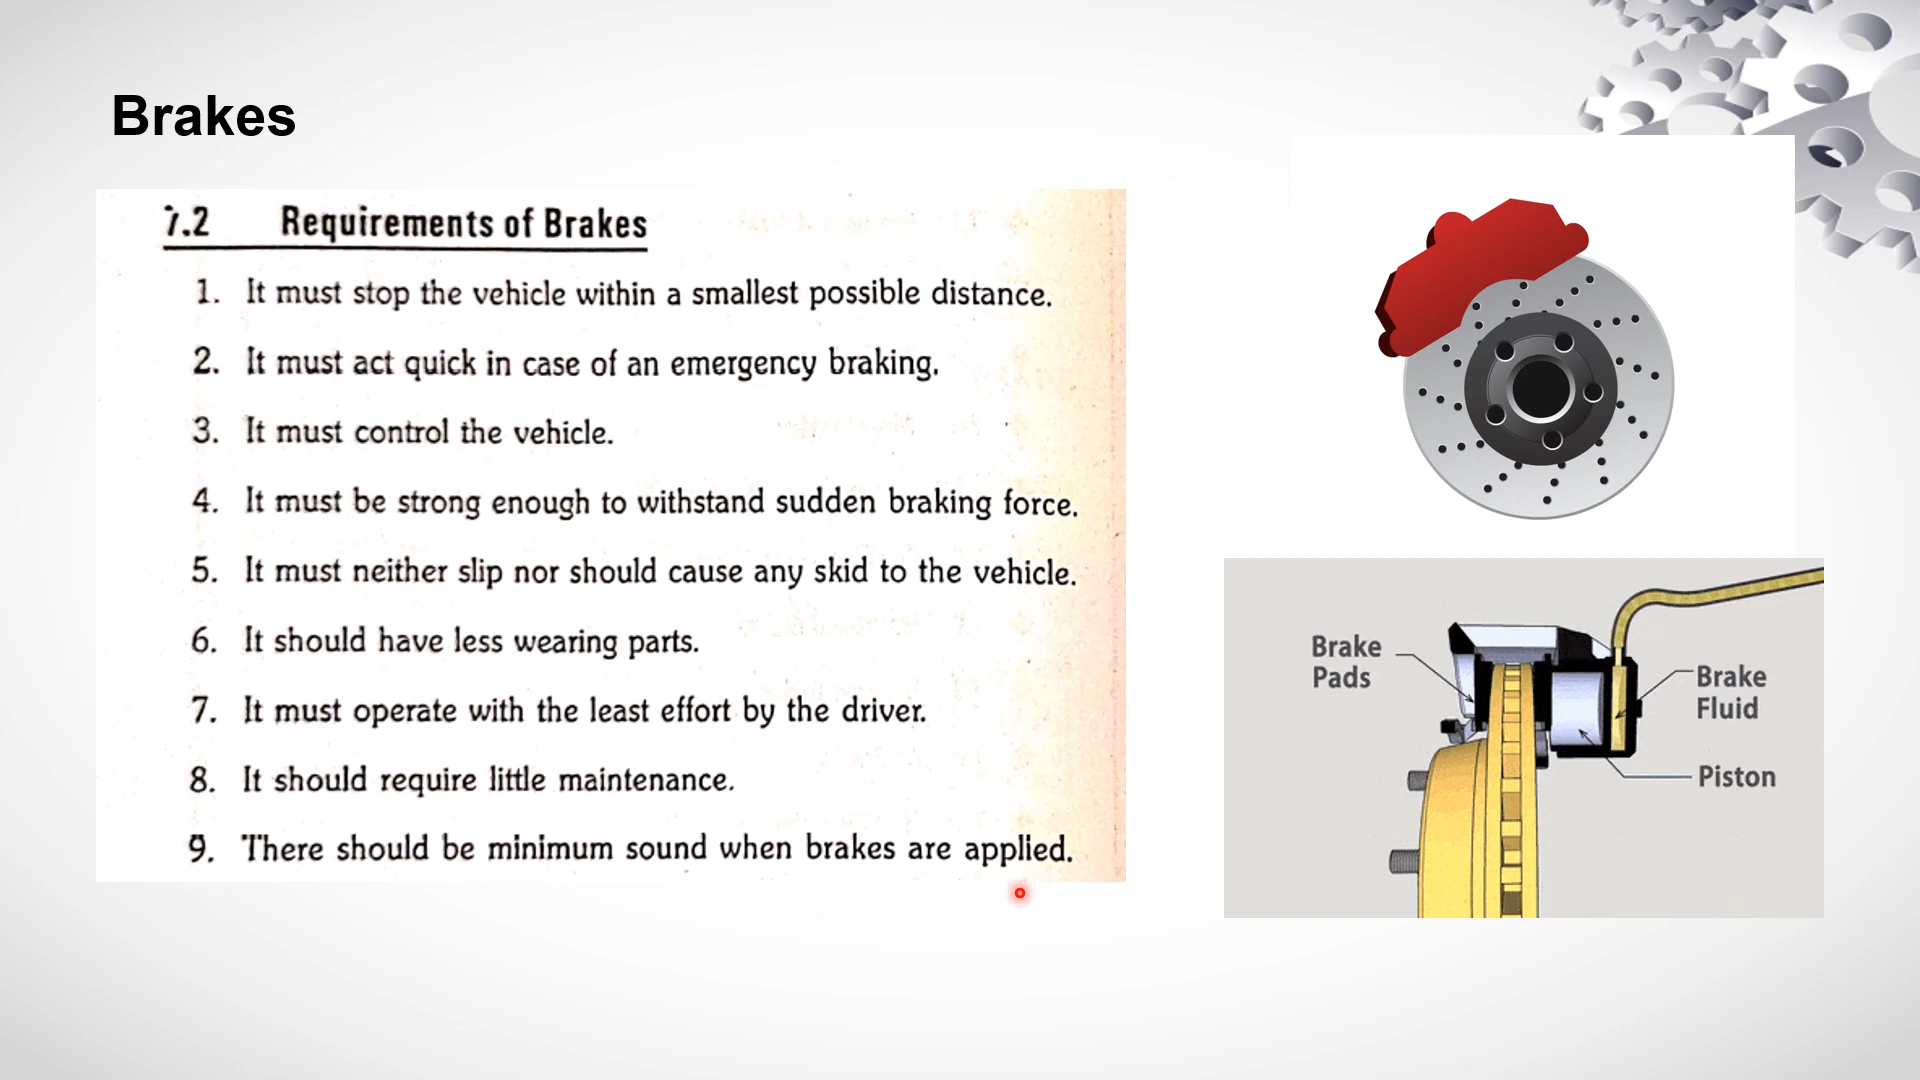 Brakes
7.2 Requirements of Brakes
1. It must stop the vehicle within a smallest possible distance.
2. It must act quick in case of an emergency braking.
3. It must control the vehicle.
4. It must be strong enough to withstand sudden braking force.
5. It must neither slip nor should cause any skid to the vehicle.
6. It should have less wearing parts.
7. It must operate with the least effort by the driver.
8. It should require little maintenance.
9. There should be minimum sound when brakes are applied.
Brake
Pads
Brake
Fluid
Piston